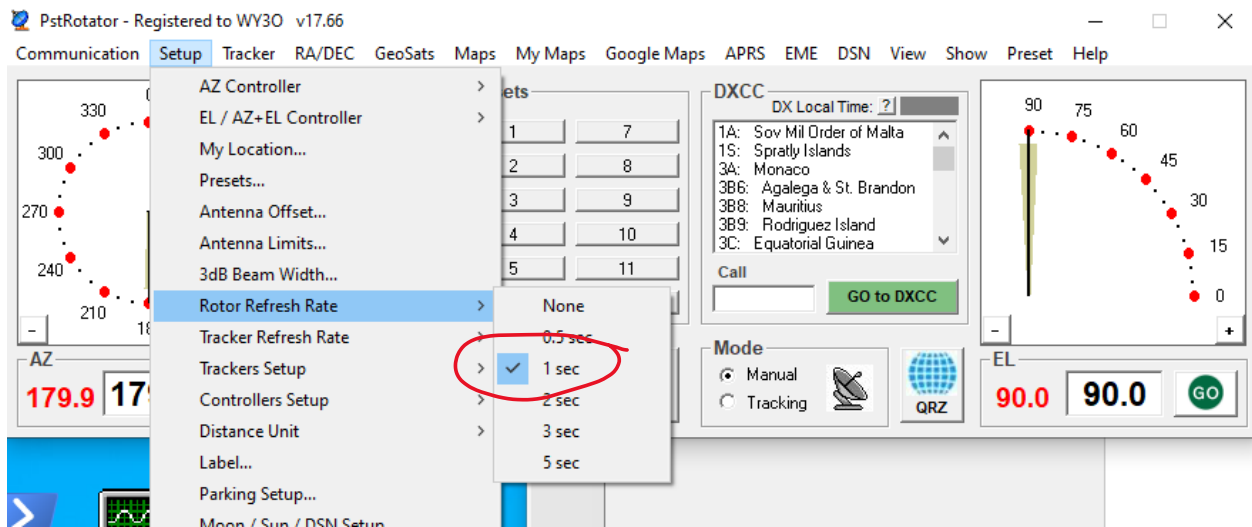 PstRotator - Registered to WY3O v17.66
Communication Setup Tracker RA/DEC GeoSats Maps My Maps Google Maps APRS EME DSN View Show Preset Help
AZ Controller
EL / AZ+EL Controller
My Location...
Presets...
Antenna Offset...
Antenna Limits...
3dB Beam Width...
Rotor Refresh Rate
Tracker Refresh Rate
Trackers Setup
Controllers Setup
Distance Unit
Label...
Parking Setup...
Moon / Sun / DSN Setup
None
0.5 sec
1 sec
2 sec
3 sec
5 sec
330
300
270
240
210
-
AZ
179.9
1 7
2 8
3 9
4 10
5 11
DXCC
DX Local Time: ?
1A: Sov Mil Order of Malta
1S: Spratly Islands
3A: Monaco
3B6: Agalega & St. Brandon
3B8: Mauritius
3B9: Rodriguez Island
3C: Equatorial Guinea
Call
GO to DXCC
Mode
Manual
Tracking
QRZ
90
75
60
45
30
15
0
- +
EL
90.0 90.0 GO